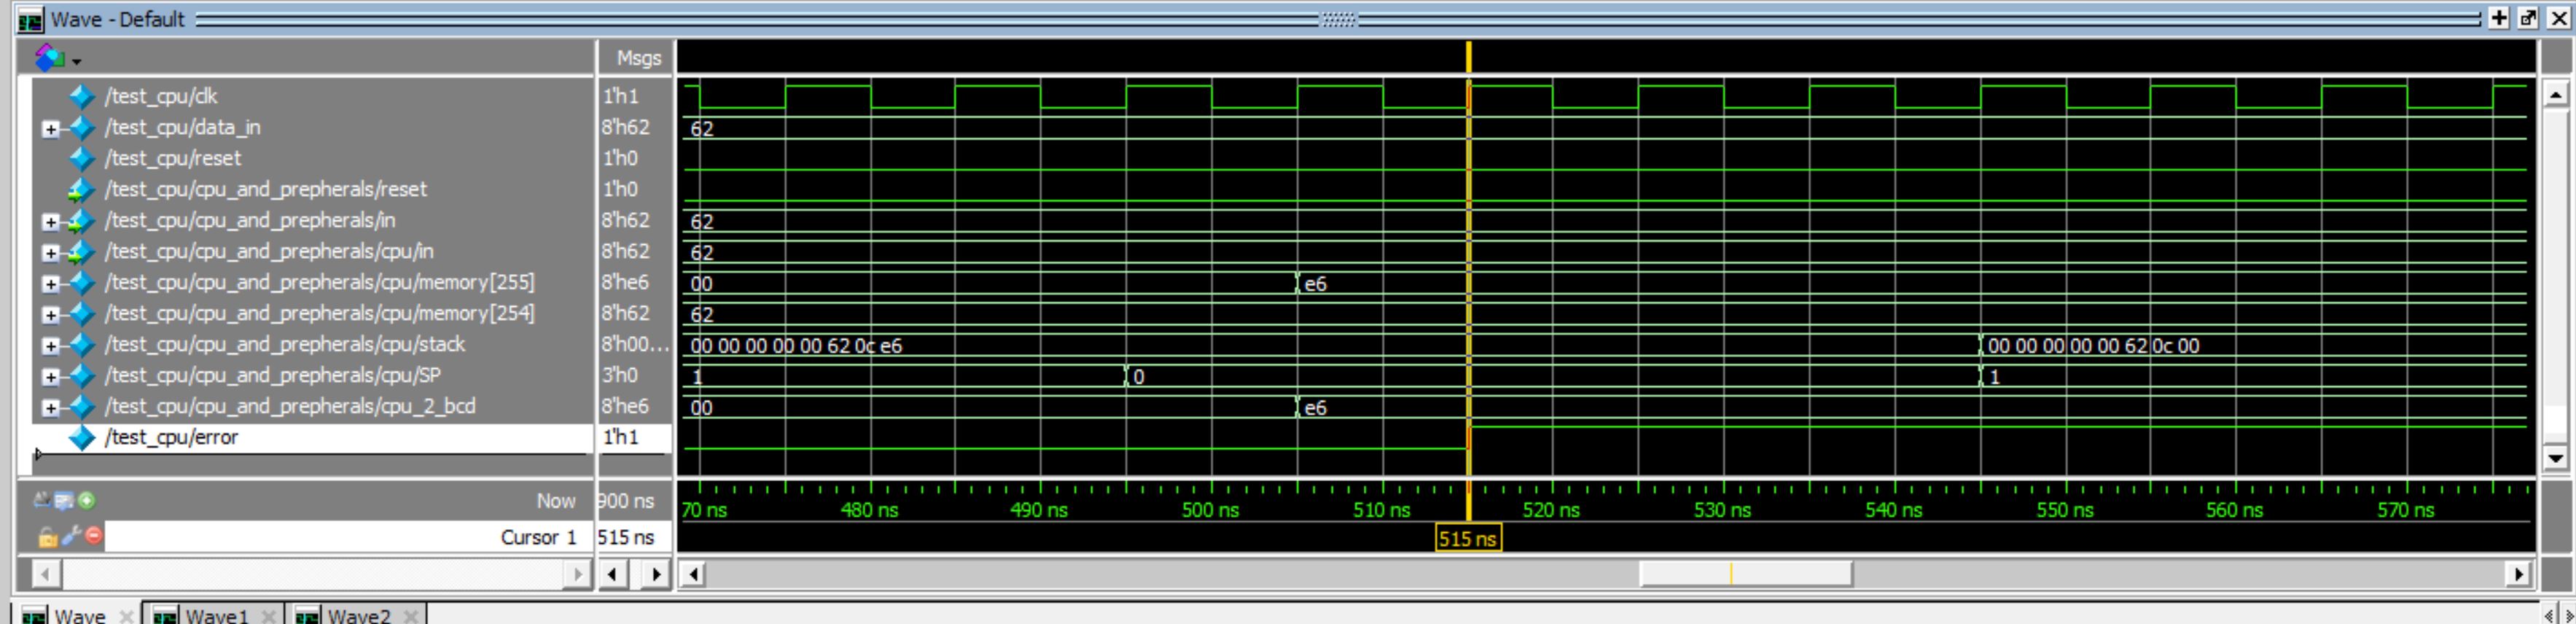 Wave - Default
Msgs
/test_cpu/clk 1'h1
/test_cpu/data_in 8'h62 62
/test_cpu/reset 1'h0
/test_cpu/cpu_and_prepherals/reset 1'h0
/test_cpu/cpu_and_prepherals/in 8'h62 62
/test_cpu/cpu_and_prepherals/cpu/in 8'h62 62
/test_cpu/cpu_and_prepherals/cpu/memory[255] 8'he6 00 e6
/test_cpu/cpu_and_prepherals/cpu/memory[254] 8'h62 62
/test_cpu/cpu_and_prepherals/cpu/stack 8'h00... 00 00 00 00 00 62 0c e6 00 00 00 00 00 62 0c 00
/test_cpu/cpu_and_prepherals/cpu/SP 3'h0 1 0 1
/test_cpu/cpu_and_prepherals/cpu_2_bcd 8'he6 00 e6
/test_cpu/error 1'h1
Now 900 ns 70 ns 480 ns 490 ns 500 ns 510 ns 520 ns 530 ns 540 ns 550 ns 560 ns 570 ns
Cursor 1 515 ns 515 ns
Wave Wave1 Wave2